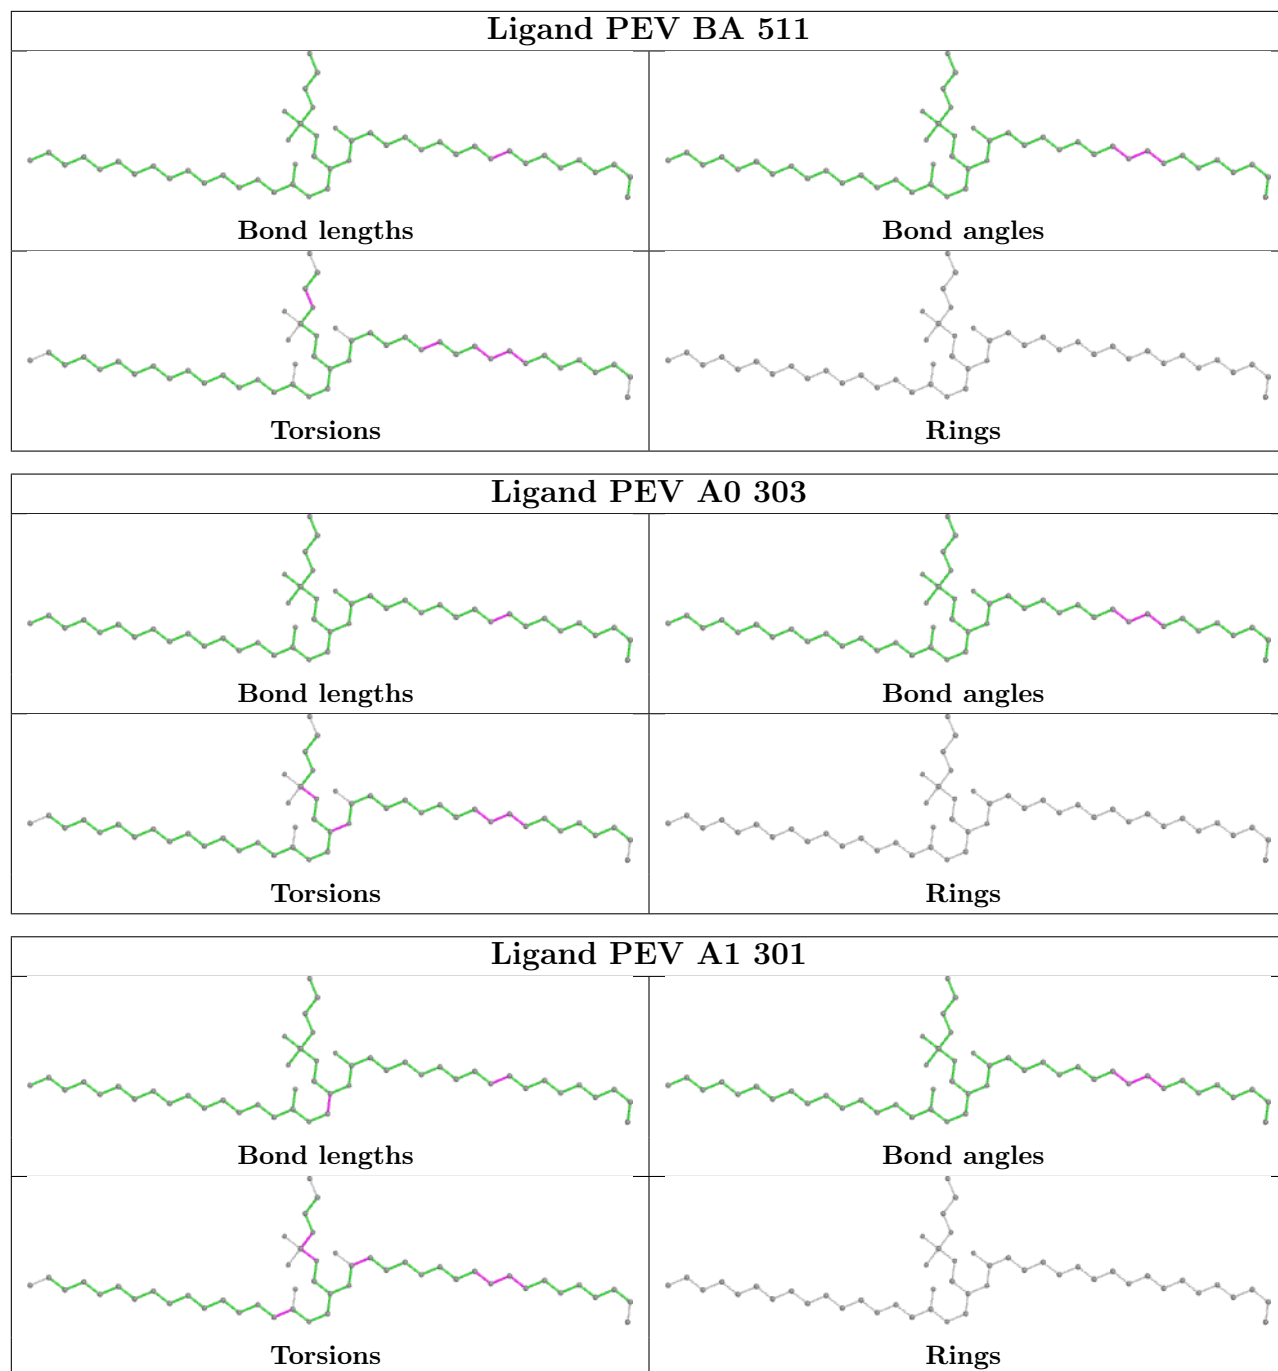 Ligand PEV BA 511
Bond lengths
Bond angles
Torsions
Rings
Ligand PEV A0 303
Bond lengths
Bond angles
Torsions
Rings
Ligand PEV A1 301
Bond lengths
Bond angles
Torsions
Rings